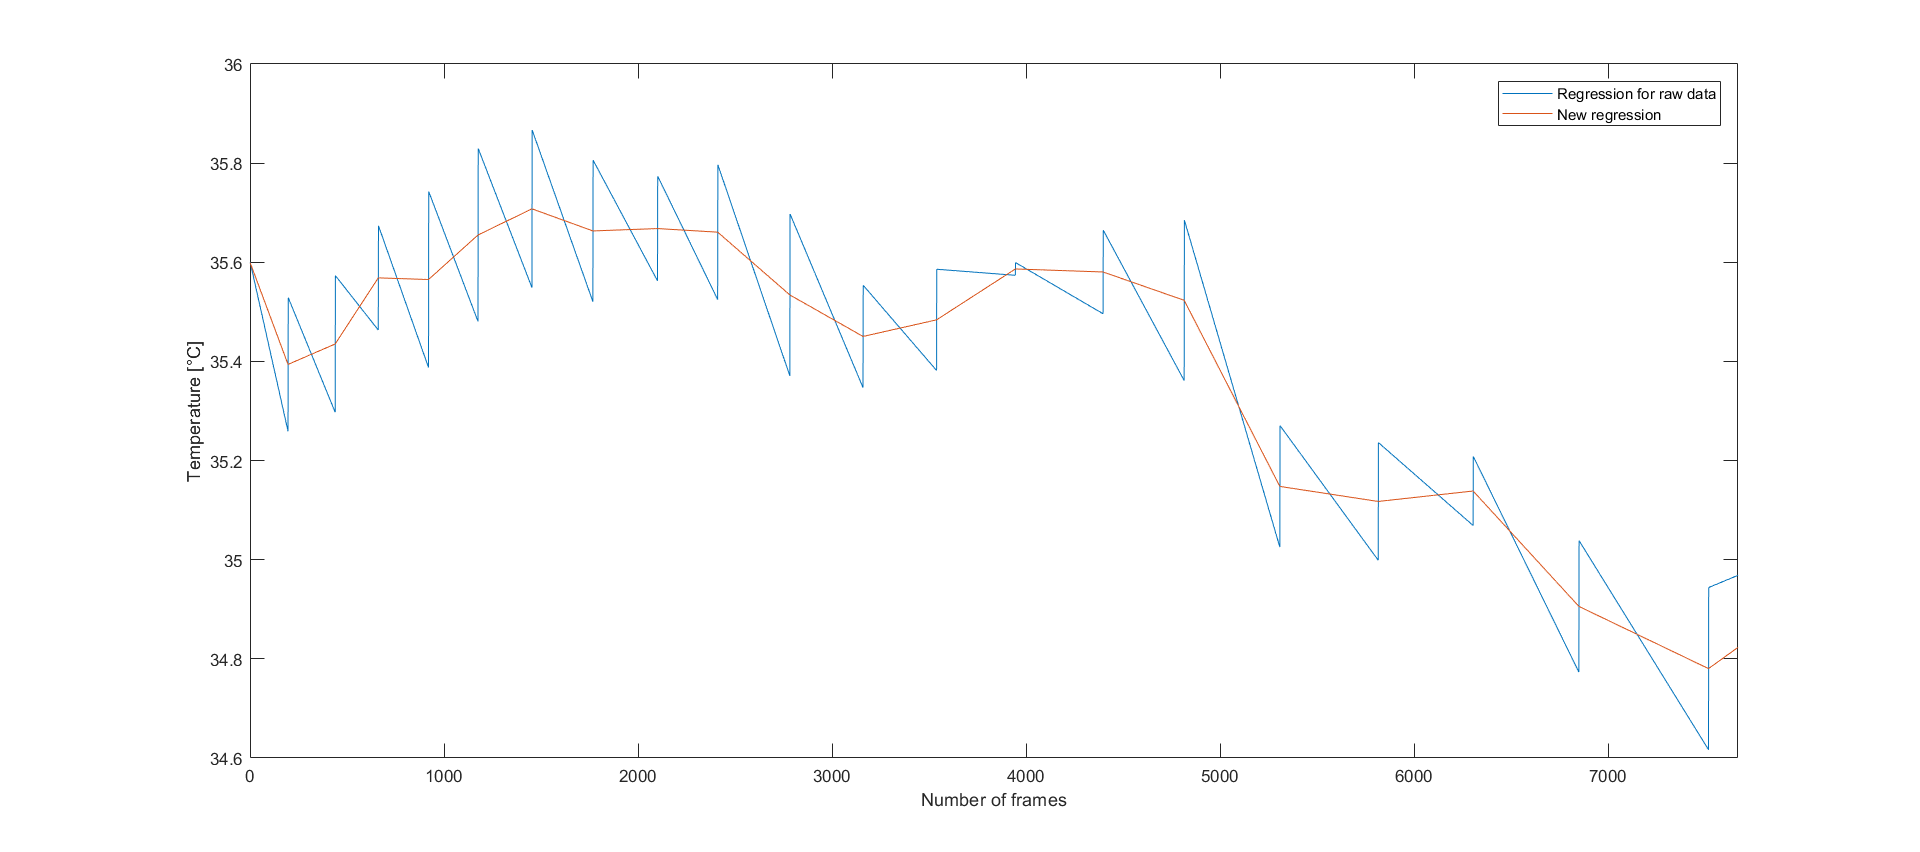 36
35.8
35.6
35.4
35.2
35
34.8
34.6
Temperature [°C]
0 1000 2000 3000 4000 5000 6000 7000
Number of frames
Regression for raw data
New regression